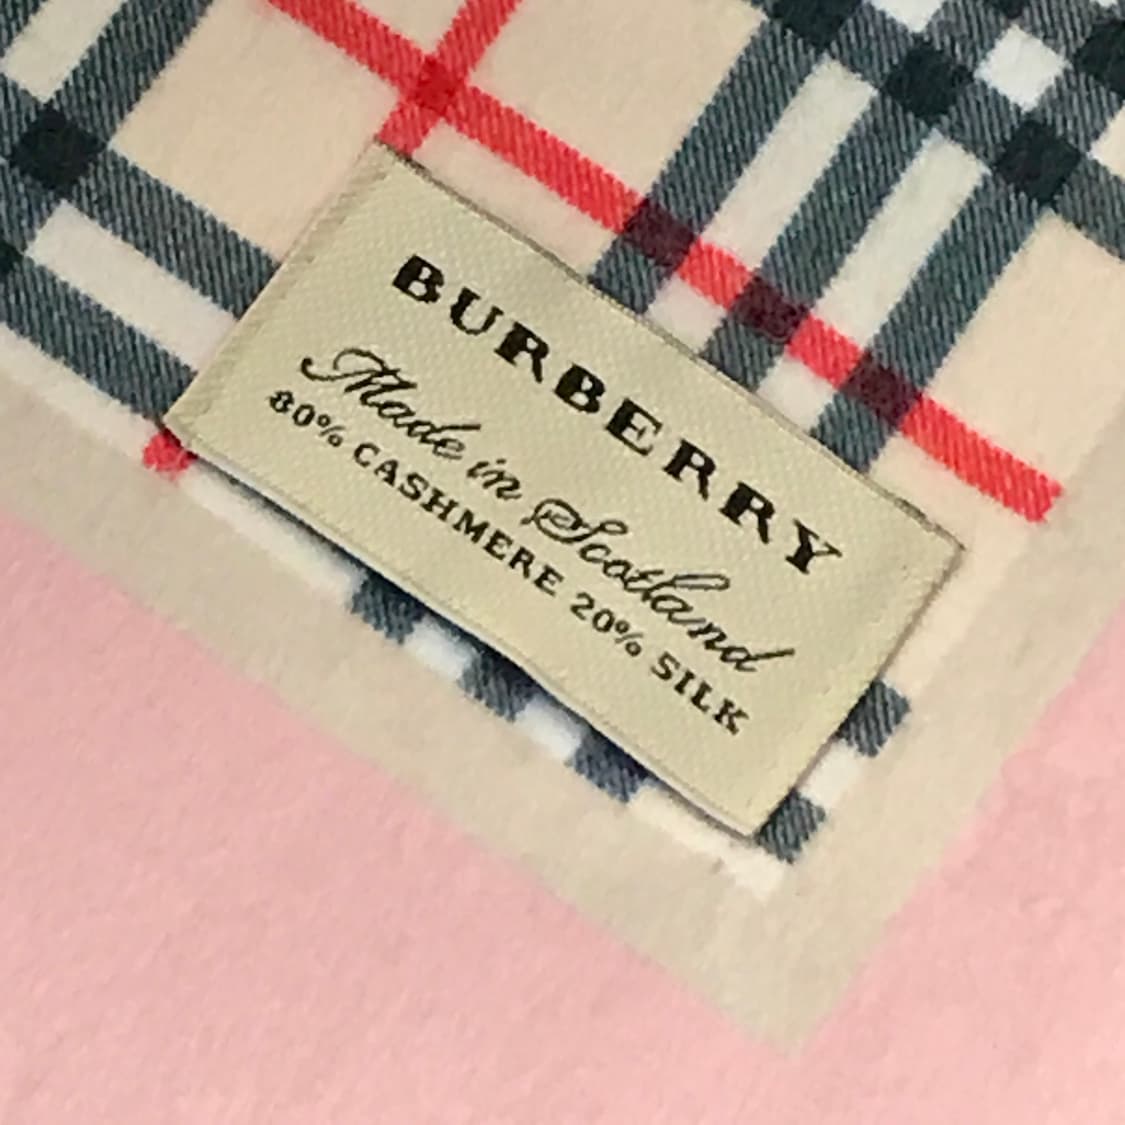 BURBERRY
Made in Scotland
80% CASHMERE 20% SILK